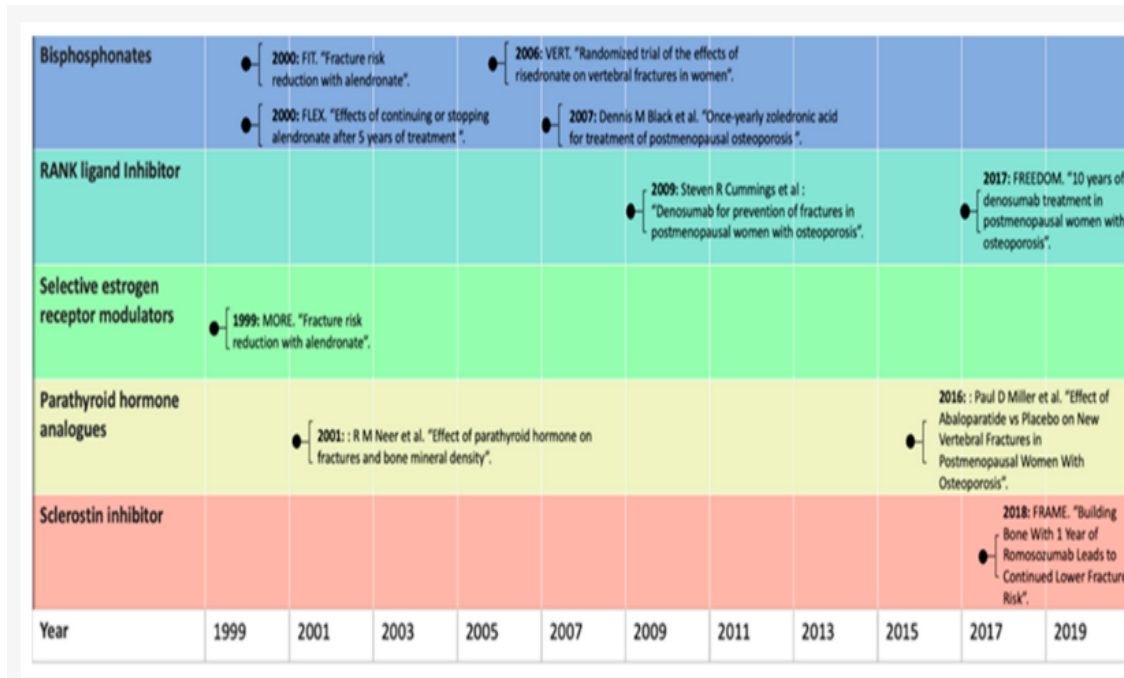 Bisphosphonates
2000: FIT. "Fracture risk
reduction with alendronate".
2006: VERT. "Randomized trial of the effects of
risedronate on vertebral fractures in women".
2000: FLEX. "Effects of continuing or stopping
alendronate after 5 years of treatment ".
2007: Dennis M Black et al. "Once-yearly zoledronic acid
for treatment of postmenopausal osteoporosis ".
RANK ligand Inhibitor
2009: Steven R Cummings et al :
"Denosumab for prevention of fractures in
postmenopausal women with osteoporosis".
2017: FREEDOM. "10 years of
denosumab treatment in
postmenopausal women with
osteoporosis".
Selective estrogen
receptor modulators
1999: MORE. "Fracture risk
reduction with alendronate".
Parathyroid hormone
analogues
2001: : R M Neer et al. "Effect of parathyroid hormone on
fractures and bone mineral density".
2016: : Paul D Miller et al. "Effect of
Abaloparatide vs Placebo on New
Vertebral Fractures in
Postmenopausal Women With
Osteoporosis".
Sclerostin inhibitor
2018: FRAME. "Building
Bone With 1 Year of
Romosozumab Leads to
Continued Lower Fracture
Risk".
Year 1999 2001 2003 2005 2007 2009 2011 2013 2015 2017 2019